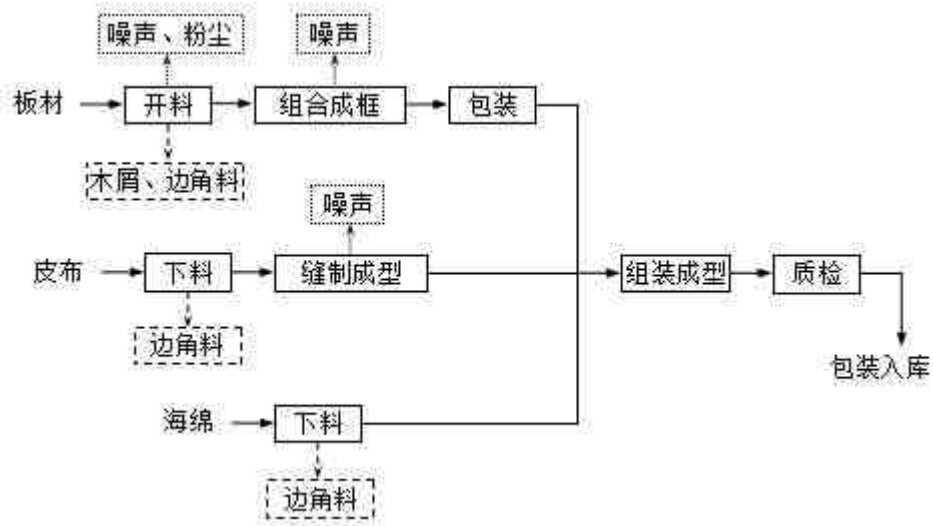 噪声、粉尘
噪声
板材
开料
组合成框
包装
木屑、边角料
噪声
皮布
下料
缝制成型
组装成型
质检
边角料
包装入库
海绵
下料
边角料